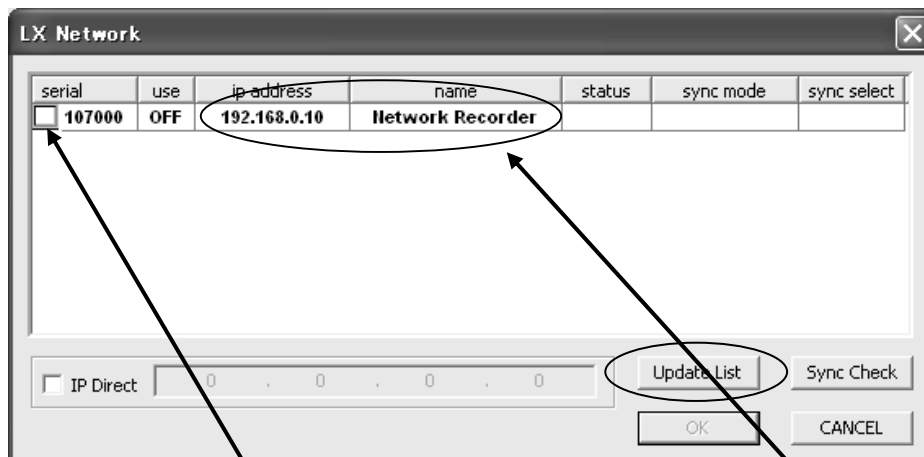 LX Network
serial use ip address name status sync mode sync select
107000 OFF 192.168.0.10 Network Recorder
IP Direct 0 . 0 . 0 . 0 Update List Sync Check
OK CANCEL